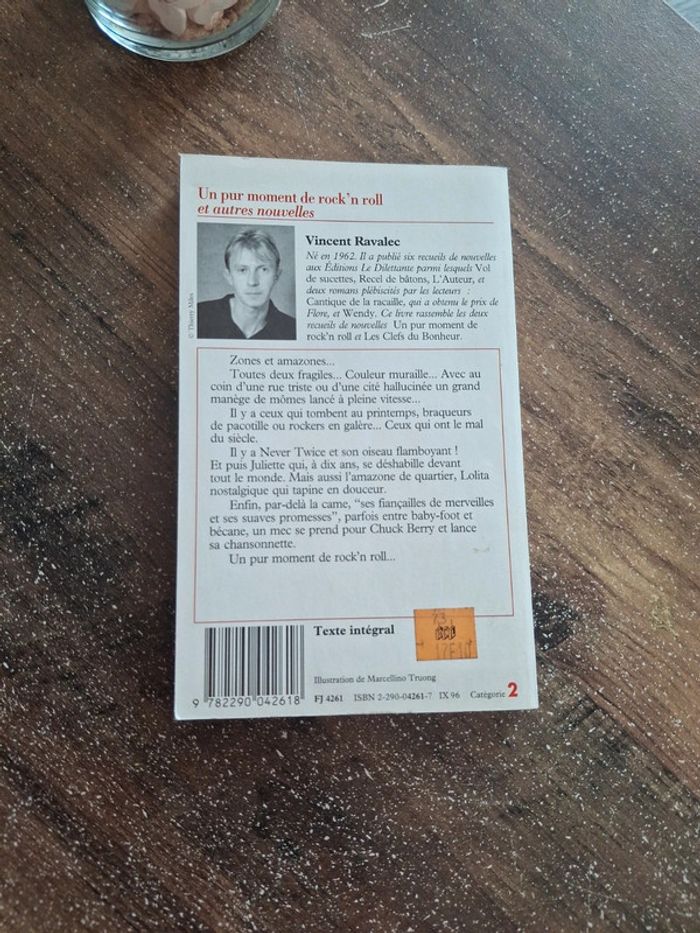 Un pur moment de rock'n roll
et autres nouvelles
© Thierry Miles
Vincent Ravalec
Né en 1962. Il a publié six recueils de nouvelles
aux Éditions Le Dilettante parmi lesquels Vol
de sucettes, Recel de bâtons, L'Auteur, et
deux romans plébiscités par les lecteurs :
Cantique de la racaille, qui a obtenu le prix de
Flore, et Wendy. Ce livre rassemble les deux
recueils de nouvelles Un pur moment de
rock'n roll et Les Clefs du Bonheur.
Zones et amazones...
Toutes deux fragiles... Couleur muraille... Avec au
coin d'une rue triste ou d'une cité hallucinée un grand
manège de mômes lancé à pleine vitesse...
Il y a ceux qui tombent au printemps, braqueurs
de pacotille ou rockers en galère... Ceux qui ont le mal
du siècle.
Il y a Never Twice et son oiseau flamboyant !
Et puis Juliette qui, à dix ans, se déshabille devant
tout le monde. Mais aussi l'amazone de quartier, Lolita
nostalgique qui tapine en douceur.
Enfin, par-delà la came, "ses fiançailles de merveilles
et ses suaves promesses", parfois entre baby-foot et
bécane, un mec se prend pour Chuck Berry et lance
sa chansonnette.
Un pur moment de rock'n roll...
Texte intégral
Illustration de Marcellino Truong
9 782290 042618
FJ 4261 ISBN 2-290-04261-7 IX 96 Catégorie 2